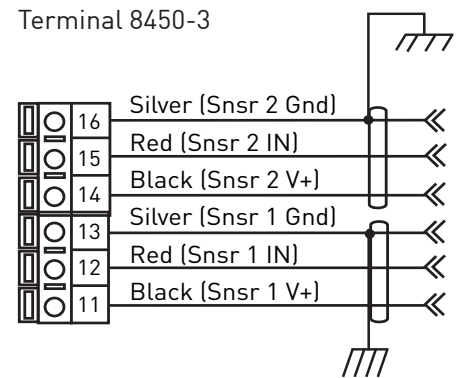 Terminal 8450-3
16 Silver (Snsr 2 Gnd)
15 Red (Snsr 2 IN)
14 Black (Snsr 2 V+)
13 Silver (Snsr 1 Gnd)
12 Red (Snsr 1 IN)
11 Black (Snsr 1 V+)